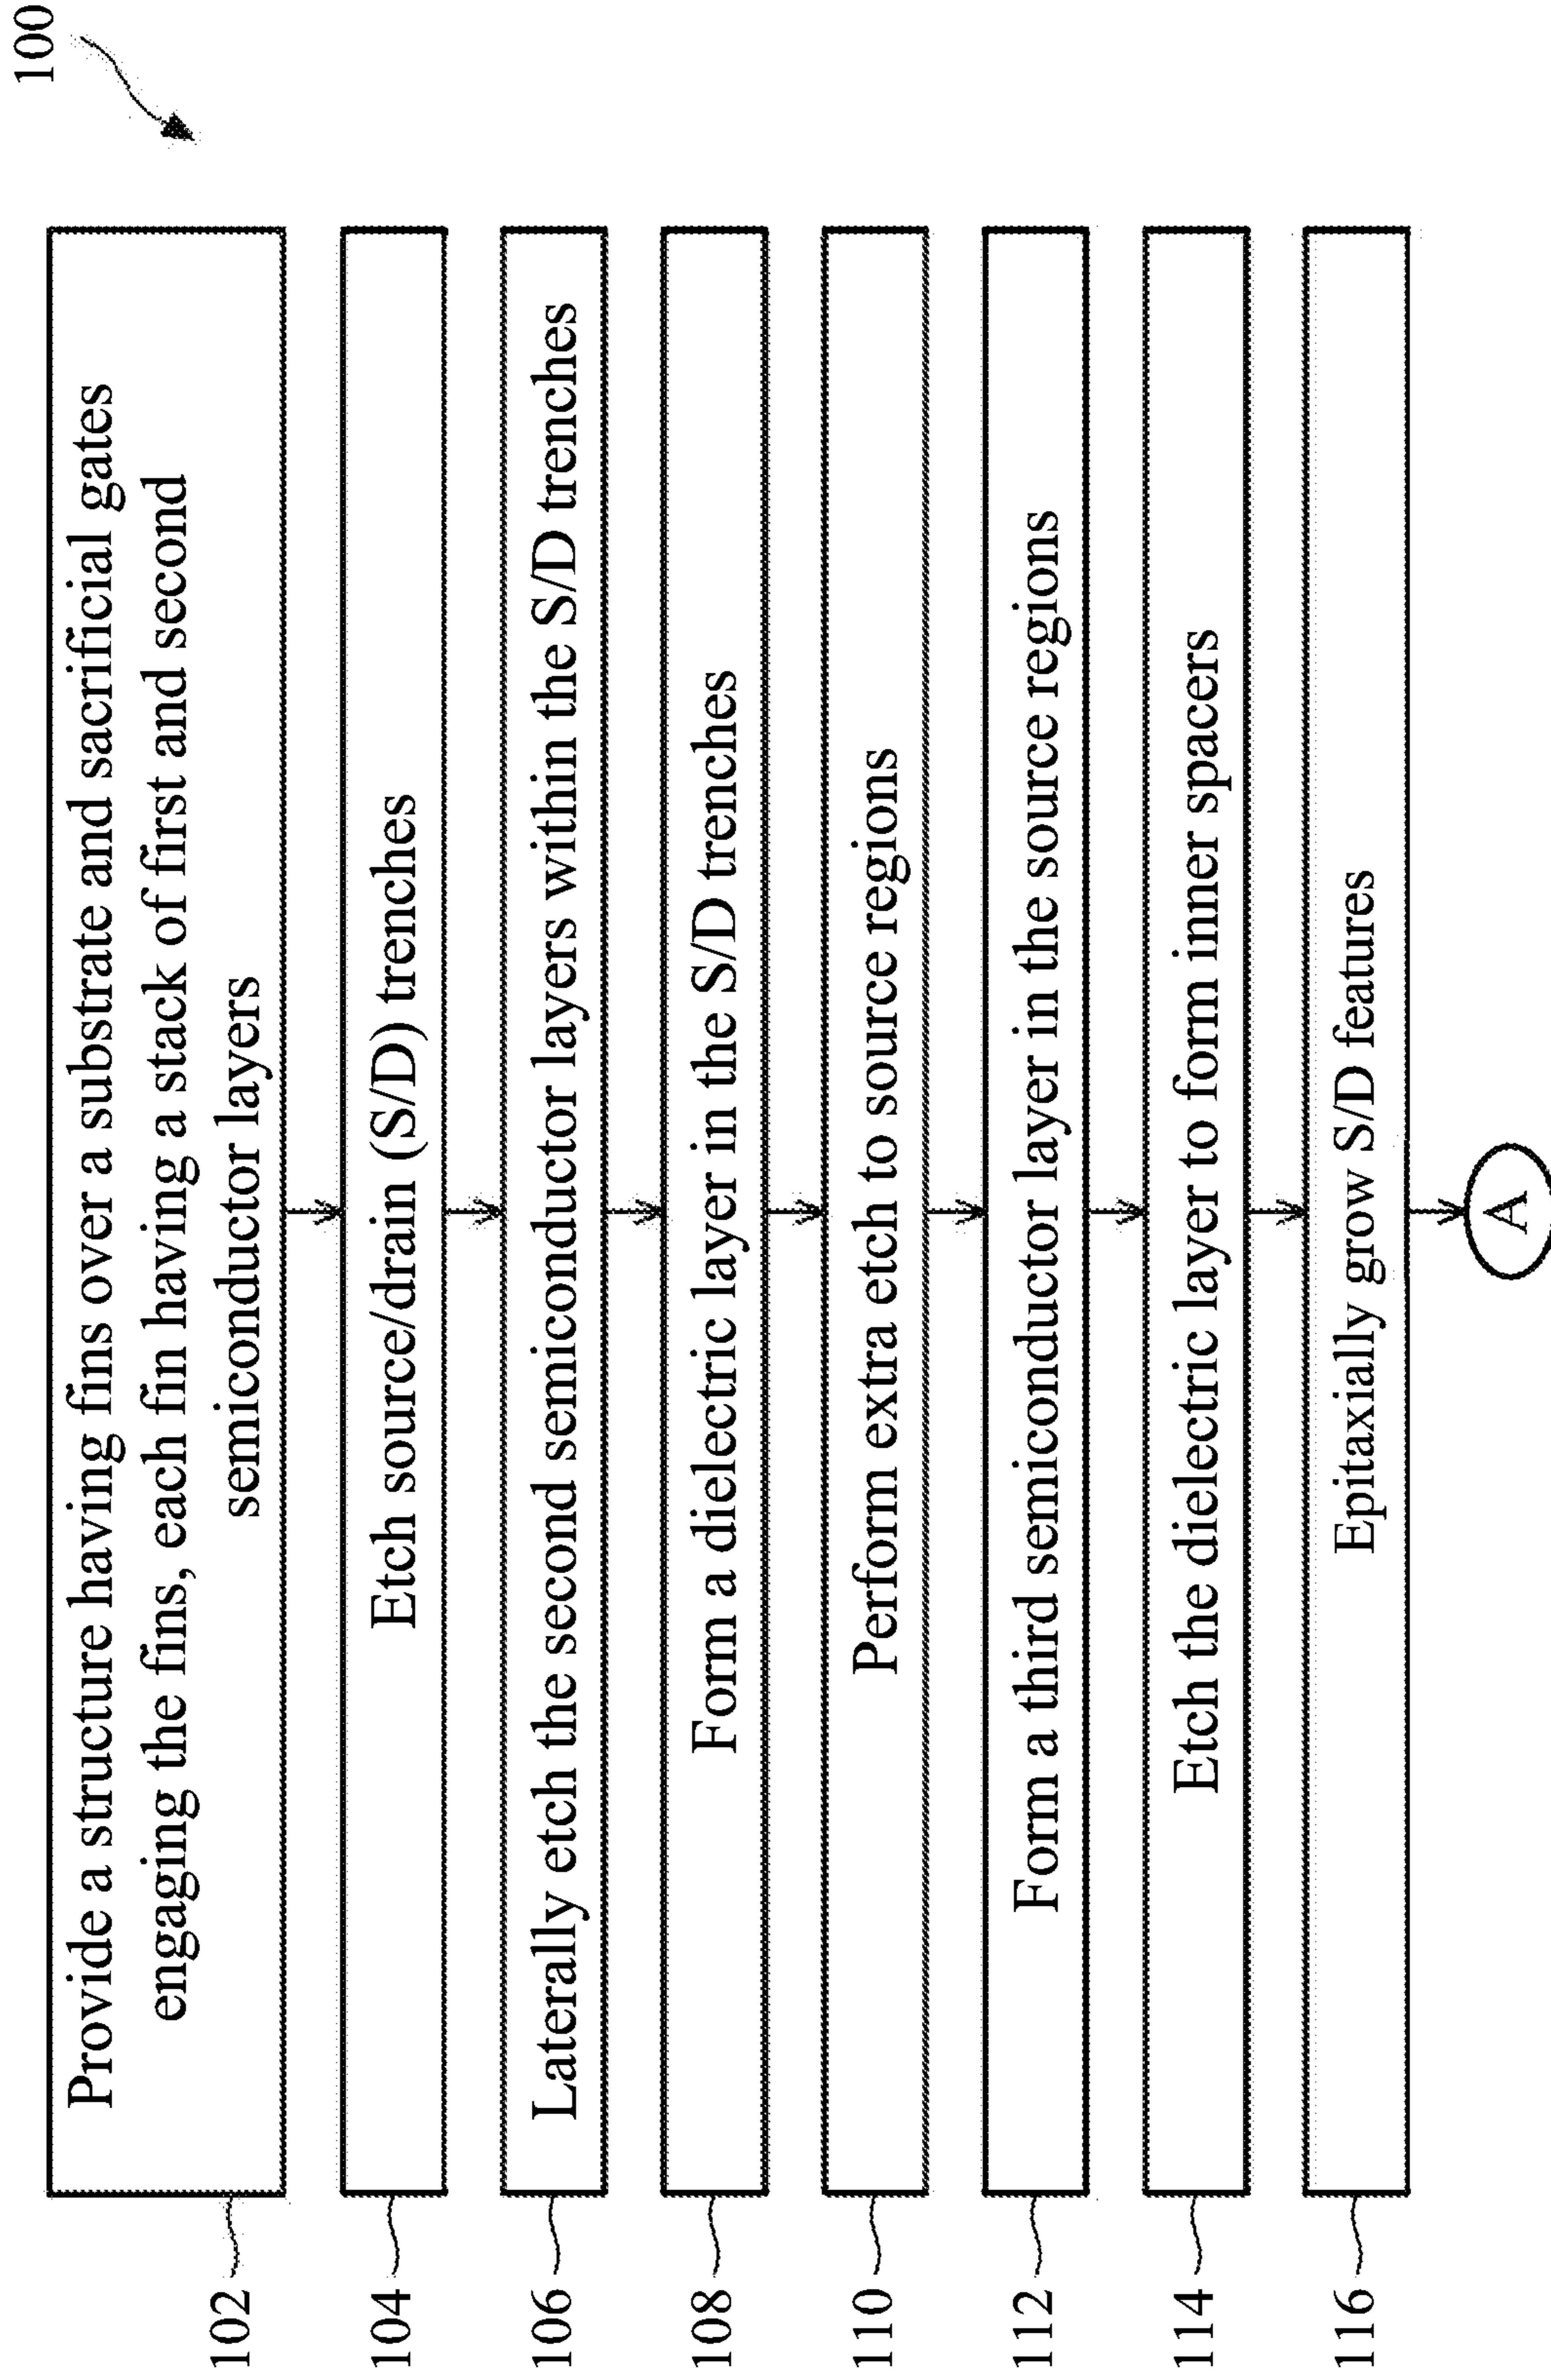 100
102
Provide a structure having fins over a substrate and sacrificial gates
engaging the fins, each fin having a stack of first and second
semiconductor layers
104
Etch source/drain (S/D) trenches
106
Laterally etch the second semiconductor layers within the S/D trenches
108
Form a dielectric layer in the S/D trenches
110
Perform extra etch to source regions
112
Form a third semiconductor layer in the source regions
114
Etch the dielectric layer to form inner spacers
116
Epitaxially grow S/D features
A